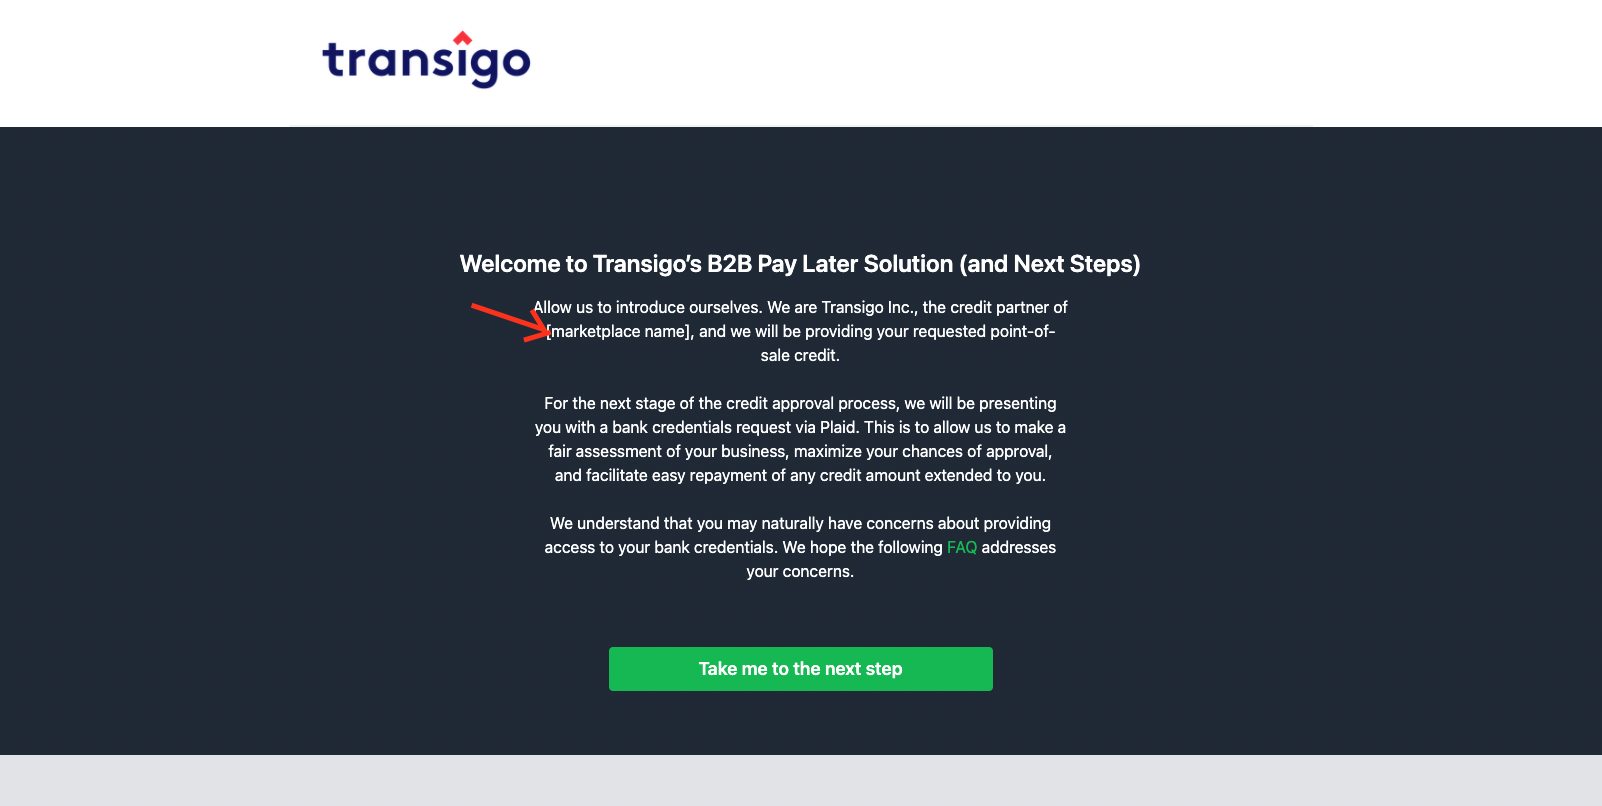 transigo
Welcome to Transigo’s B2B Pay Later Solution (and Next Steps)
Allow us to introduce ourselves. We are Transigo Inc., the credit partner of
[marketplace name], and we will be providing your requested point-of-
sale credit.
For the next stage of the credit approval process, we will be presenting
you with a bank credentials request via Plaid. This is to allow us to make a
fair assessment of your business, maximize your chances of approval,
and facilitate easy repayment of any credit amount extended to you.
We understand that you may naturally have concerns about providing
access to your bank credentials. We hope the following FAQ addresses
your concerns.
Take me to the next step